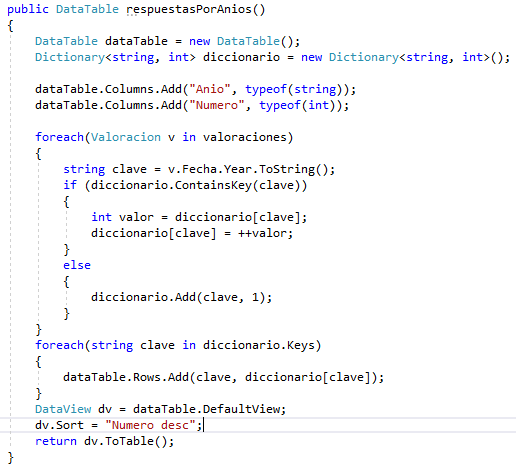 public DataTable respuestasPorAnios()
{
    DataTable dataTable = new DataTable();
    Dictionary<string, int> diccionario = new Dictionary<string, int>();

    dataTable.Columns.Add("Anio", typeof(string));
    dataTable.Columns.Add("Numero", typeof(int));

    foreach(Valoracion v in valoraciones)
    {
        string clave = v.Fecha.Year.ToString();
        if (diccionario.ContainsKey(clave))
        {
            int valor = diccionario[clave];
            diccionario[clave] = ++valor;
        }
        else
        {
            diccionario.Add(clave, 1);
        }
    }
    foreach(string clave in diccionario.Keys)
    {
        dataTable.Rows.Add(clave, diccionario[clave]);
    }
    DataView dv = dataTable.DefaultView;
    dv.Sort = "Numero desc";
    return dv.ToTable();
}